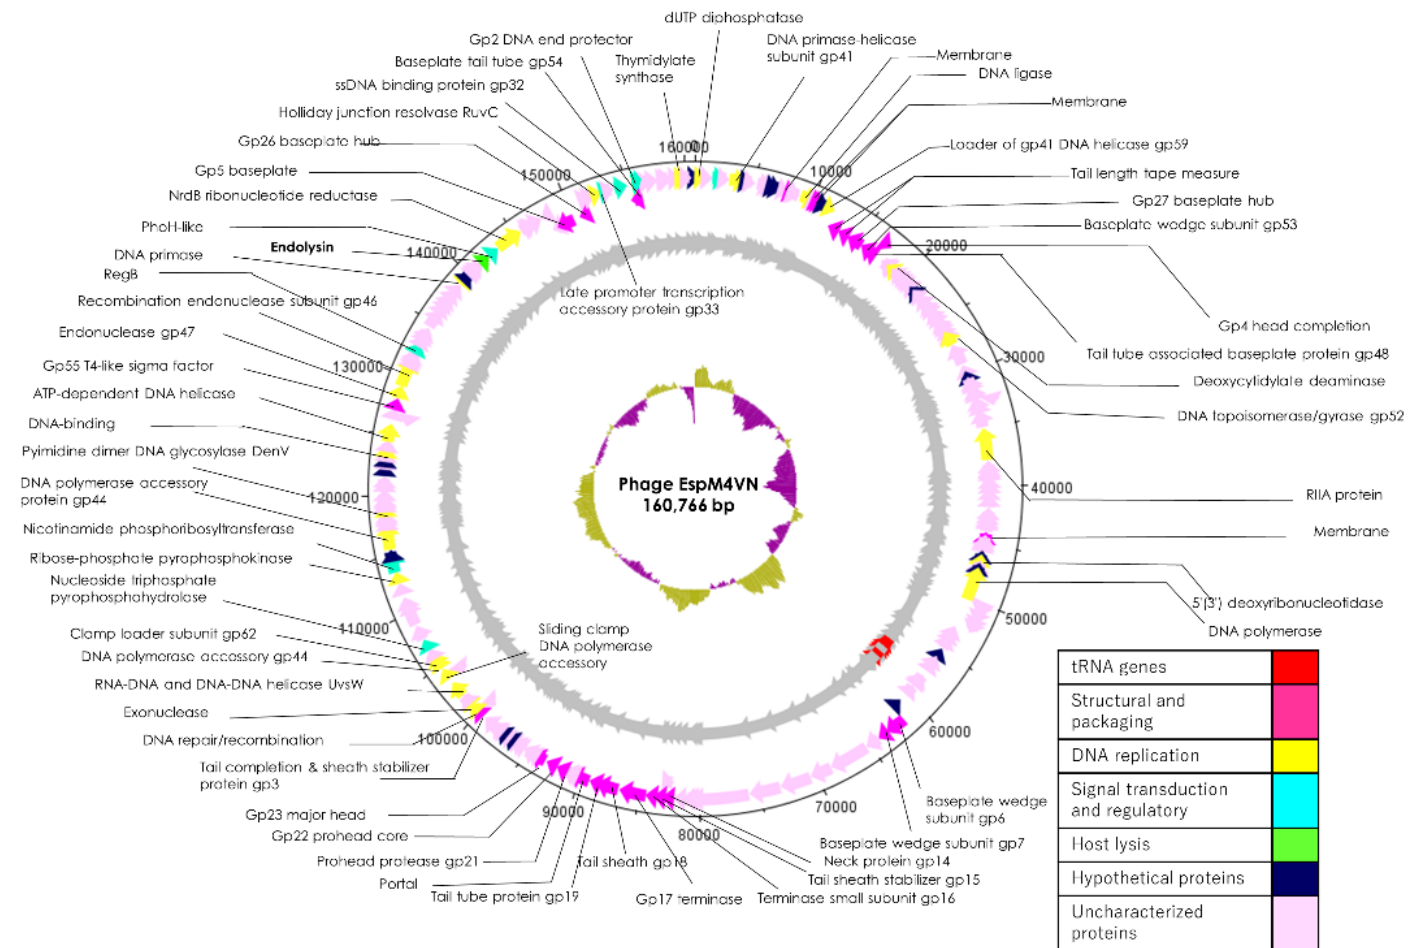 dUTP diphosphatase
Gp2 DNA end protector
Baseplate tail tube gp54
ssDNA binding protein gp32
Holliday junction resolvase RuvC
Gp26 baseplate hub
Gp5 baseplate
NrdB ribonucleotide reductase
PhoH-like
Endolysin
DNA primase
RegB
Recombination endonuclease subunit gp46
Endonuclease gp47
Gp55 T4-like sigma factor
ATP-dependent DNA helicase
DNA-binding
Pyimidine dimer DNA glycosylase DenV
DNA polymerase accessory
protein gp44
Nicotinamide phosphoribosyltransferase
Ribose-phosphate pyrophosphokinase
Nucleoside triphosphate
pyrophosphohydrolase
Clamp loader subunit gp62
DNA polymerase accessory gp44
RNA-DNA and DNA-DNA helicase UvsW
Exonuclease
DNA repair/recombination
Tail completion & sheath stabilizer
protein gp3
Gp23 major head
Gp22 prohead core
Prohead protease gp21
Portal
Tail tube protein gp19
Tail sheath gp18
Gp17 terminase
Terminase small subunit gp16
Tail sheath stabilizer gp15
Neck protein gp14
Baseplate wedge subunit gp7
Baseplate wedge
subunit gp6
Thymidylate
synthase
DNA primase-helicase
subunit gp41
Membrane
DNA ligase
Membrane
Loader of gp41 DNA helicase gp59
Tail length tape measure
Gp27 baseplate hub
Baseplate wedge subunit gp53
Gp4 head completion
Tail tube associated baseplate protein gp48
Deoxycytidylate deaminase
DNA topoisomerase/gyrase gp52
RIIA protein
Membrane
5'(3') deoxyribonucleotidase
DNA polymerase
Late promoter transcription
accessory protein gp33
Sliding clamp
DNA polymerase
accessory
Phage EspM4VN
160,766 bp
0
10000
20000
30000
40000
50000
60000
70000
80000
90000
100000
110000
120000
130000
140000
150000
160000
tRNA genes
Structural and
packaging
DNA replication
Signal transduction
and regulatory
Host lysis
Hypothetical proteins
Uncharacterized
proteins